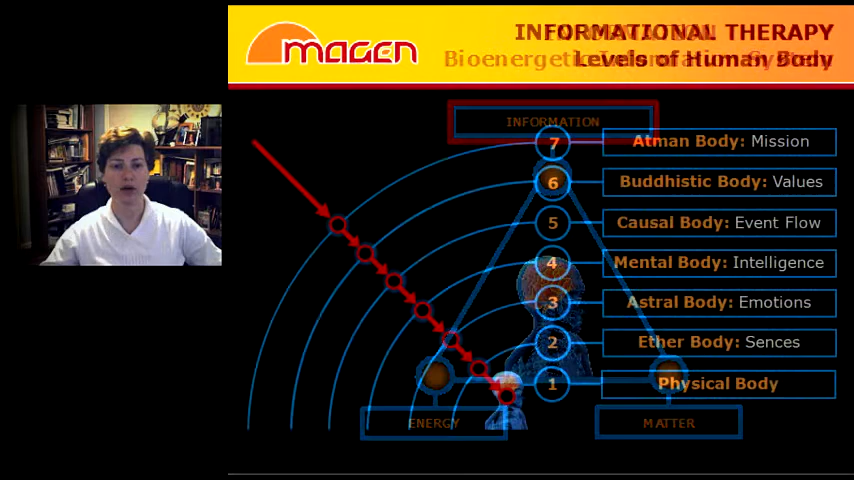 magen
INFORMATIONAL THERAPY
Levels of Human Body
INFORMATION
7 Atman Body: Mission
6 Buddhistic Body: Values
5 Causal Body: Event Flow
4 Mental Body: Intelligence
3 Astral Body: Emotions
2 Ether Body: Sences
1 Physical Body
ENERGY
MATTER